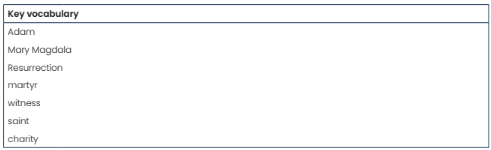 Key vocabulary
Adam
Mary Magdala
Resurrection
martyr
witness
saint
charity